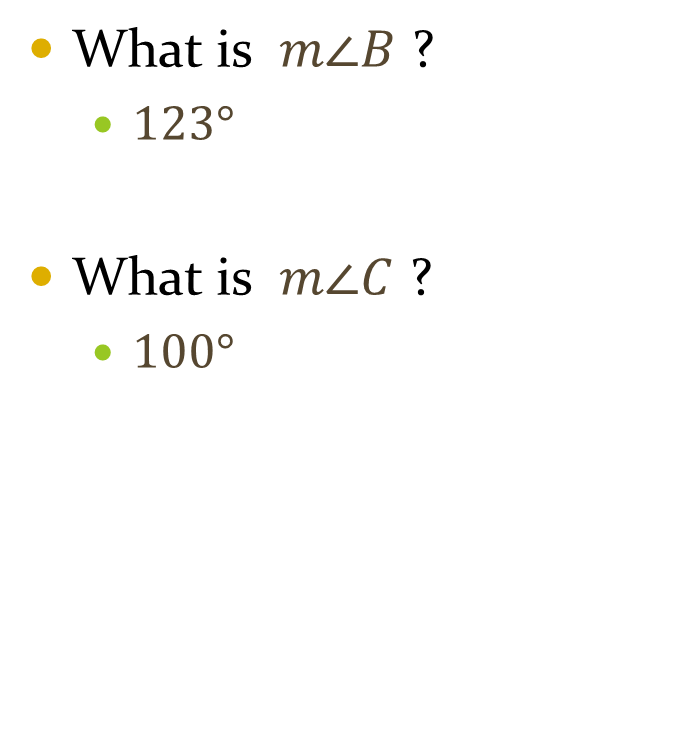 • What is m∠B ?
• 123°
• What is m∠C ?
• 100°